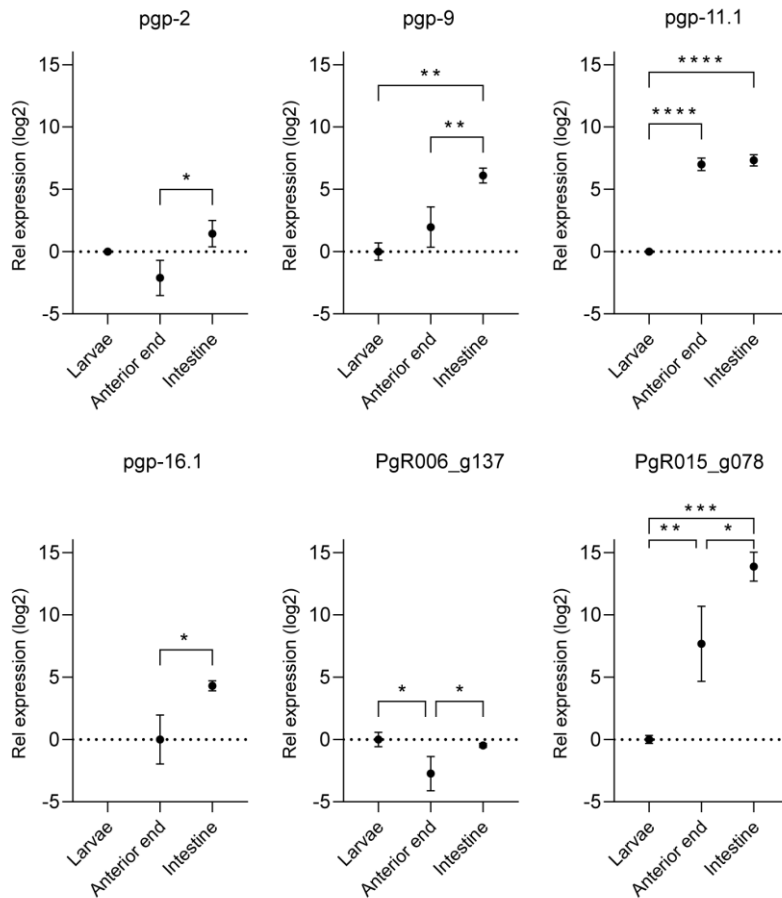 pgp-2
Rel expression (log2)
15
10
5
0
-5
*
Larvae
Anterior end
Intestine
pgp-9
Rel expression (log2)
15
10
5
0
-5
**
**
Larvae
Anterior end
Intestine
pgp-11.1
Rel expression (log2)
15
10
5
0
-5
****
****
Larvae
Anterior end
Intestine
pgp-16.1
Rel expression (log2)
15
10
5
0
-5
*
Larvae
Anterior end
Intestine
PgR006_g137
Rel expression (log2)
15
10
5
0
-5
*
*
Larvae
Anterior end
Intestine
PgR015_g078
Rel expression (log2)
15
10
5
0
-5
***
**
*
Larvae
Anterior end
Intestine